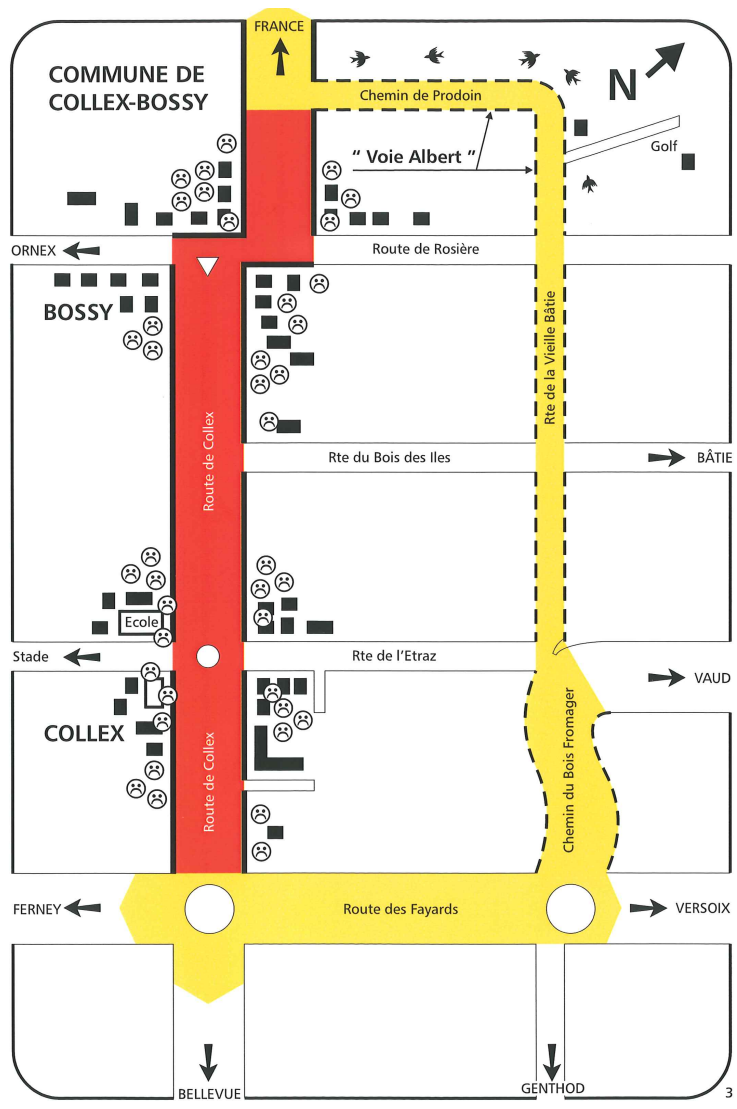 FRANCE
COMMUNE DE
COLLEX-BOSSY
N
Chemin de Prodoin
Golf
“ Voie Albert “
ORNEX
Route de Rosière
BOSSY
Rte de la Vieille Bâtie
Route de Collex
Rte du Bois des Iles
BÂTIE
Ecole
Stade
Rte de l'Etraz
VAUD
COLLEX
Route de Collex
Chemin du Bois Fromager
FERNEY
Route des Fayards
VERSOIX
BELLEVUE
GENTHOD
3